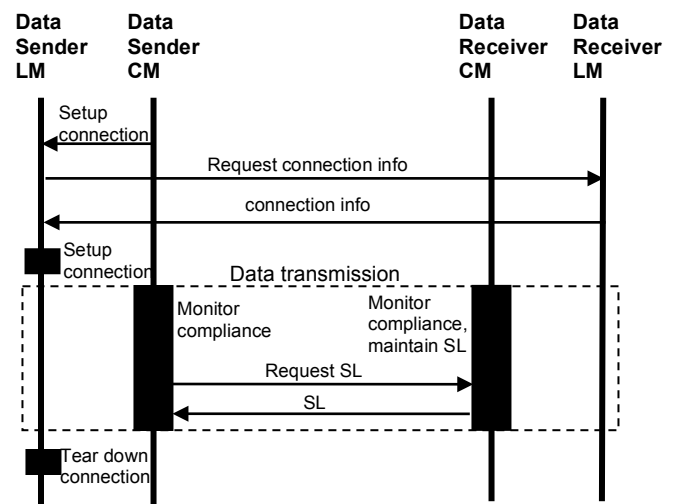 Data
Sender
LM
Data
Sender
CM
Data
Receiver
CM
Data
Receiver
LM
Setup
connection
Request connection info
connection info
Setup
connection
Data transmission
Monitor
compliance
Monitor
compliance,
maintain SL
Request SL
SL
Tear down
connection